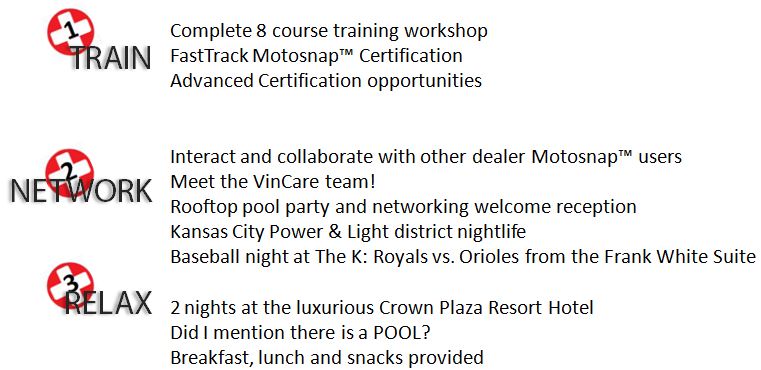 1
TRAIN
Complete 8 course training workshop
FastTrack Motosnap™ Certification
Advanced Certification opportunities
2
NETWORK
Interact and collaborate with other dealer Motosnap™ users
Meet the VinCare team!
Rooftop pool party and networking welcome reception
Kansas City Power & Light district nightlife
Baseball night at The K: Royals vs. Orioles from the Frank White Suite
3
RELAX
2 nights at the luxurious Crown Plaza Resort Hotel
Did I mention there is a POOL?
Breakfast, lunch and snacks provided